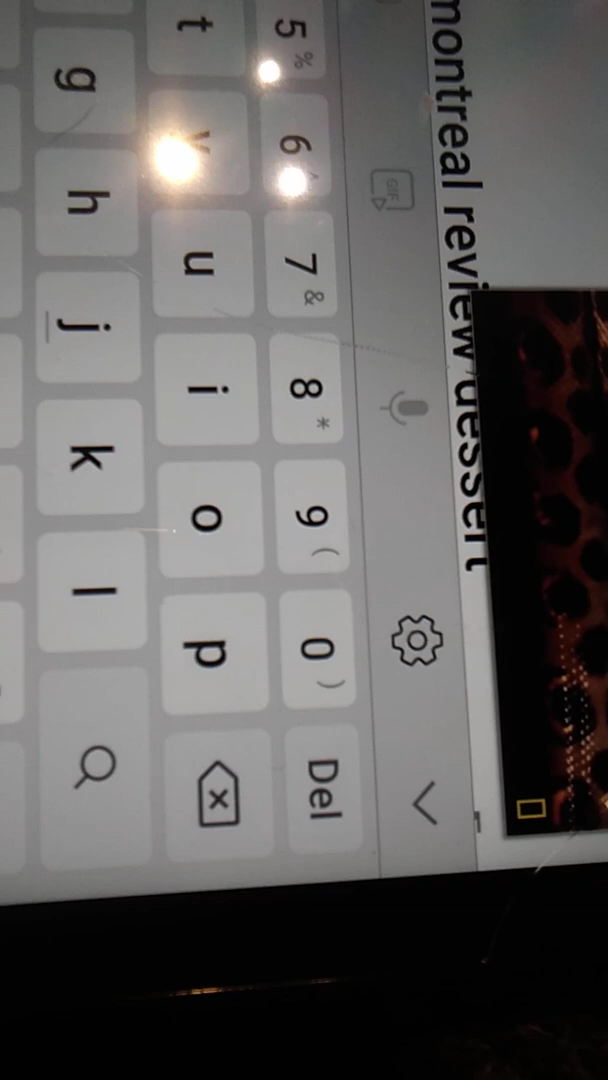 montreal review dessert
GIF
5 % 6 ^ 7 & 8 * 9 ( 0 ) Del
t y u i o p
g h j k l